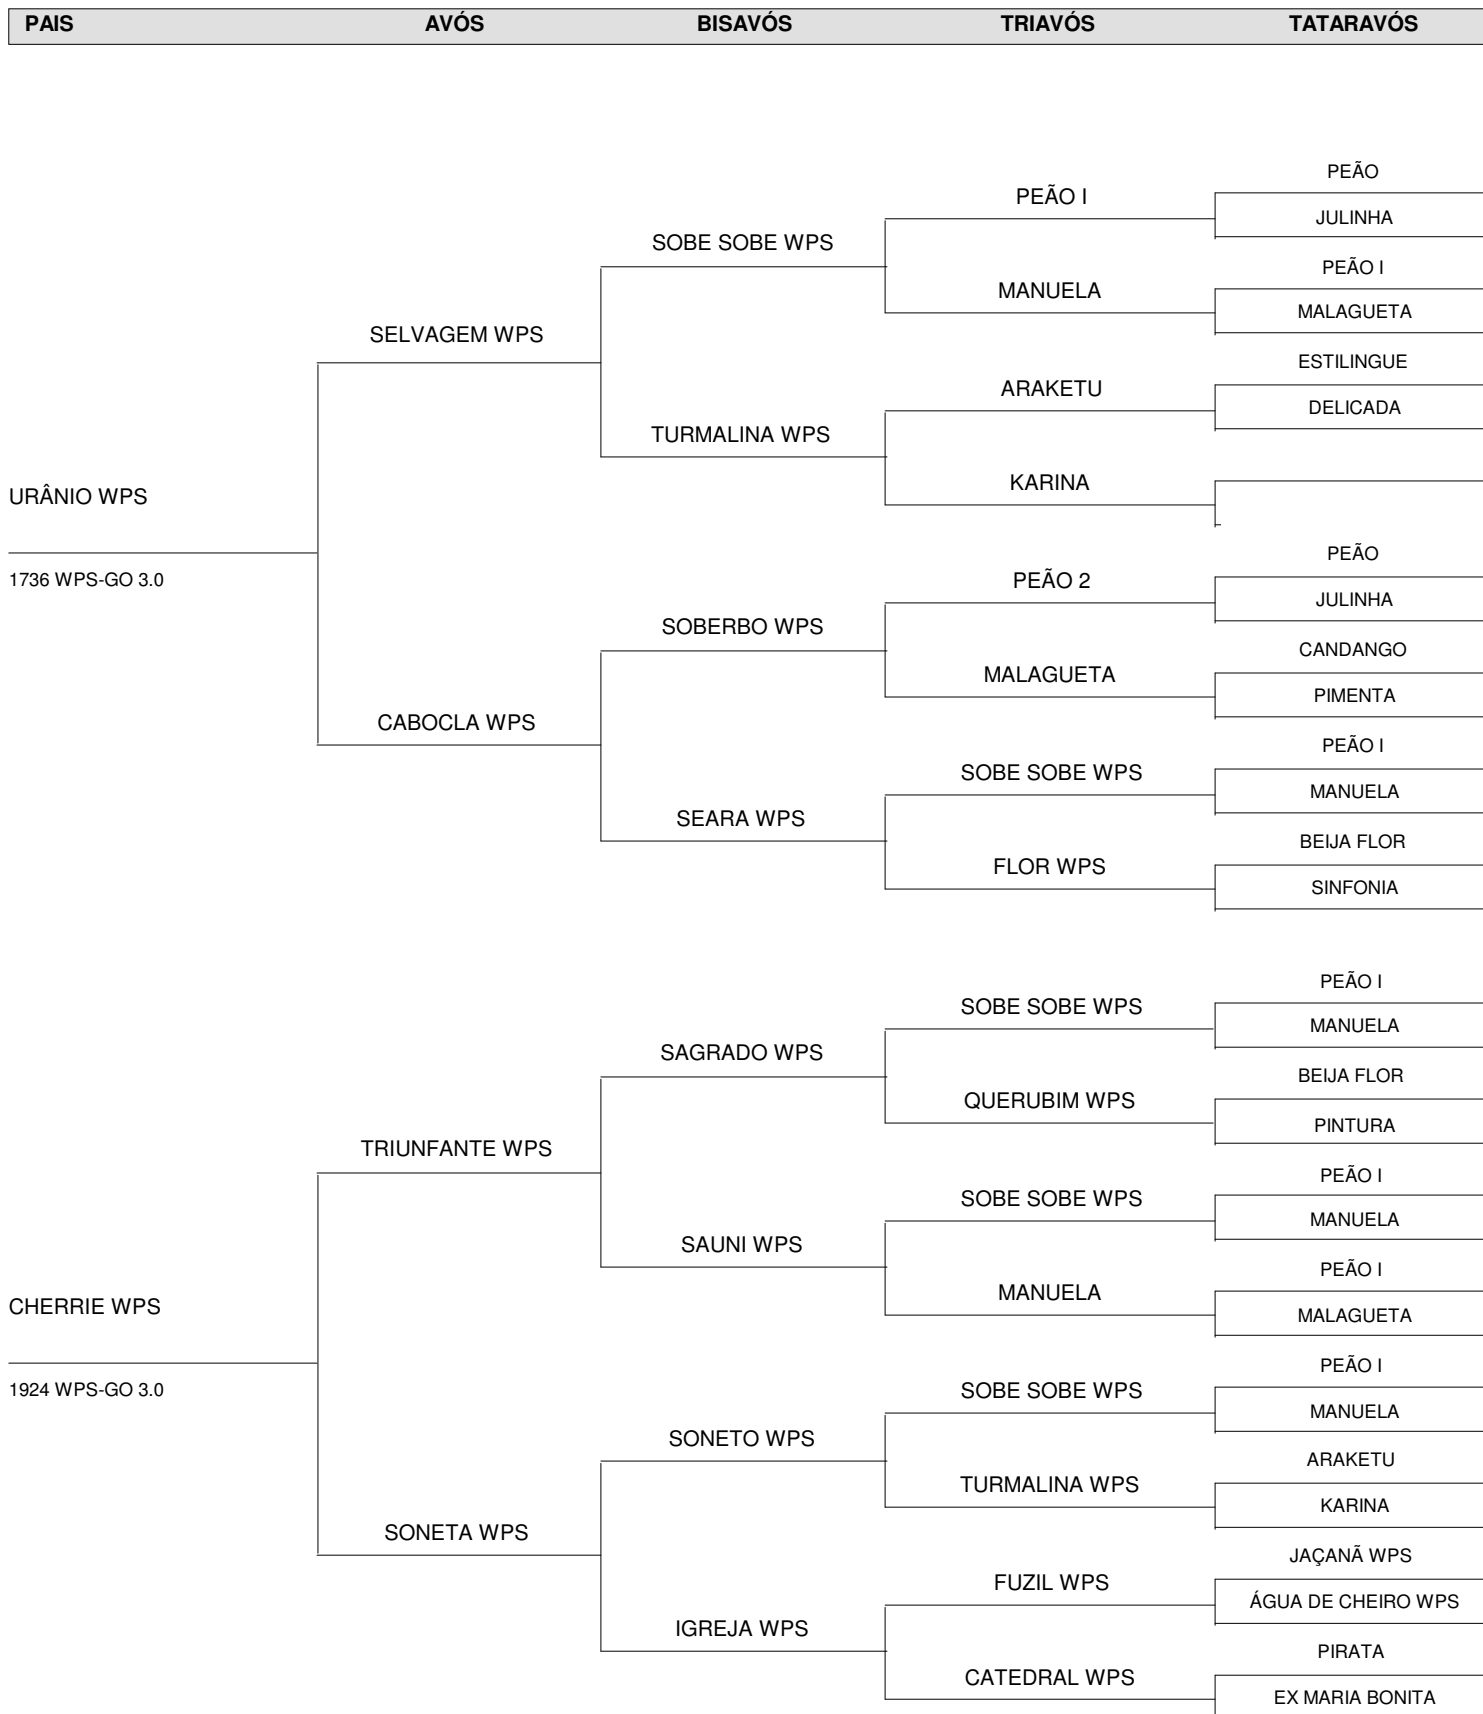 PAIS AVÓS BISAVÓS TRIAVÓS TATARAVÓS
PEÃO
PEÃO I
JULINHA
SOBE SOBE WPS
PEÃO I
MANUELA
MALAGUETA
SELVAGEM WPS
ESTILINGUE
ARAKETU
DELICADA
TURMALINA WPS
KARINA
URÂNIO WPS
PEÃO
1736 WPS-GO 3.0
PEÃO 2
JULINHA
SOBERBO WPS
CANDANGO
MALAGUETA
PIMENTA
CABOCLA WPS
PEÃO I
SOBE SOBE WPS
MANUELA
SEARA WPS
BEIJA FLOR
FLOR WPS
SINFONIA
PEÃO I
SOBE SOBE WPS
MANUELA
SAGRADO WPS
BEIJA FLOR
QUERUBIM WPS
PINTURA
TRIUNFANTE WPS
PEÃO I
SOBE SOBE WPS
MANUELA
SAUNI WPS
PEÃO I
MANUELA
CHERRIE WPS
MALAGUETA
PEÃO I
1924 WPS-GO 3.0
SOBE SOBE WPS
MANUELA
SONETO WPS
ARAKETU
TURMALINA WPS
KARINA
SONETA WPS
JAÇANÃ WPS
FUZIL WPS
ÁGUA DE CHEIRO WPS
IGREJA WPS
PIRATA
CATEDRAL WPS
EX MARIA BONITA